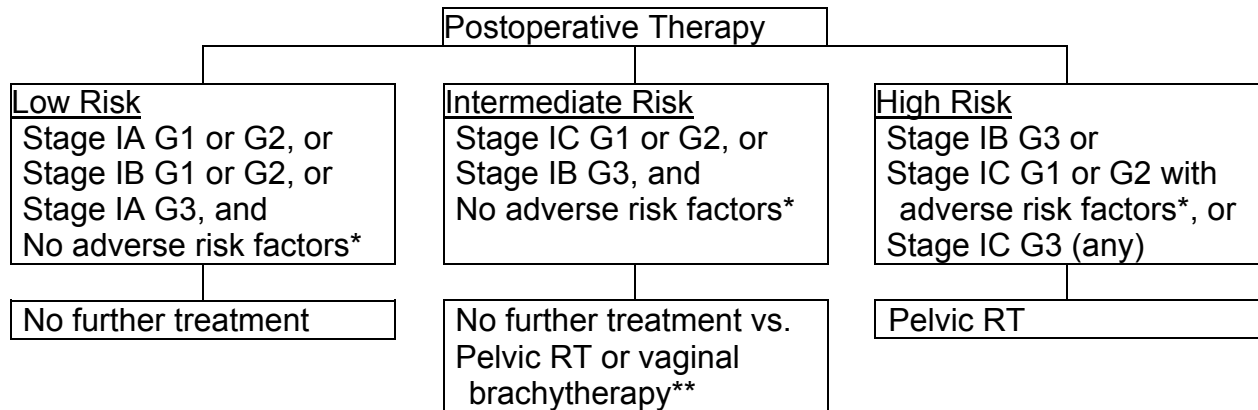 Postoperative Therapy
Low Risk
Stage IA G1 or G2, or
Stage IB G1 or G2, or
Stage IA G3, and
No adverse risk factors*
No further treatment
Intermediate Risk
Stage IC G1 or G2, or
Stage IB G3, and
No adverse risk factors*
No further treatment vs.
Pelvic RT or vaginal
brachytherapy**
High Risk
Stage IB G3 or
Stage IC G1 or G2 with
adverse risk factors*, or
Stage IC G3 (any)
Pelvic RT